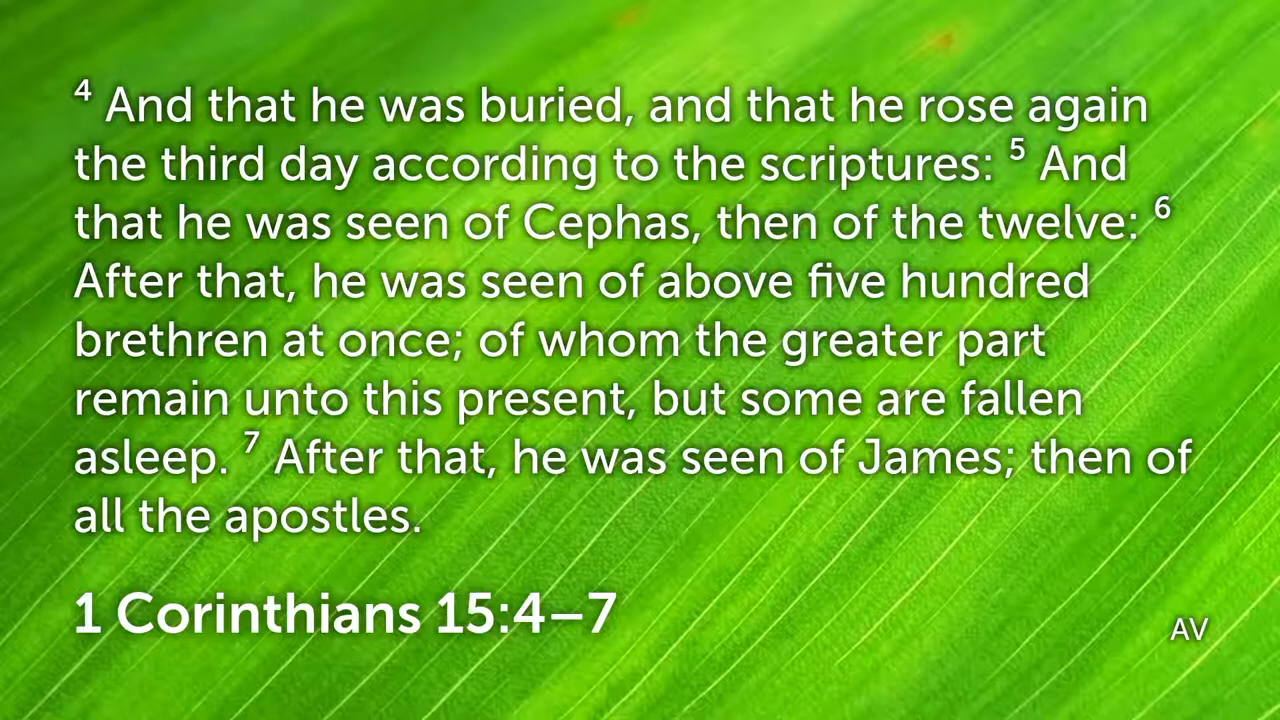 ⁴ And that he was buried, and that he rose again
the third day according to the scriptures: ⁵ And
that he was seen of Cephas, then of the twelve: ⁶
After that, he was seen of above five hundred
brethren at once; of whom the greater part
remain unto this present, but some are fallen
asleep. ⁷ After that, he was seen of James; then of
all the apostles.
1 Corinthians 15:4–7
AV